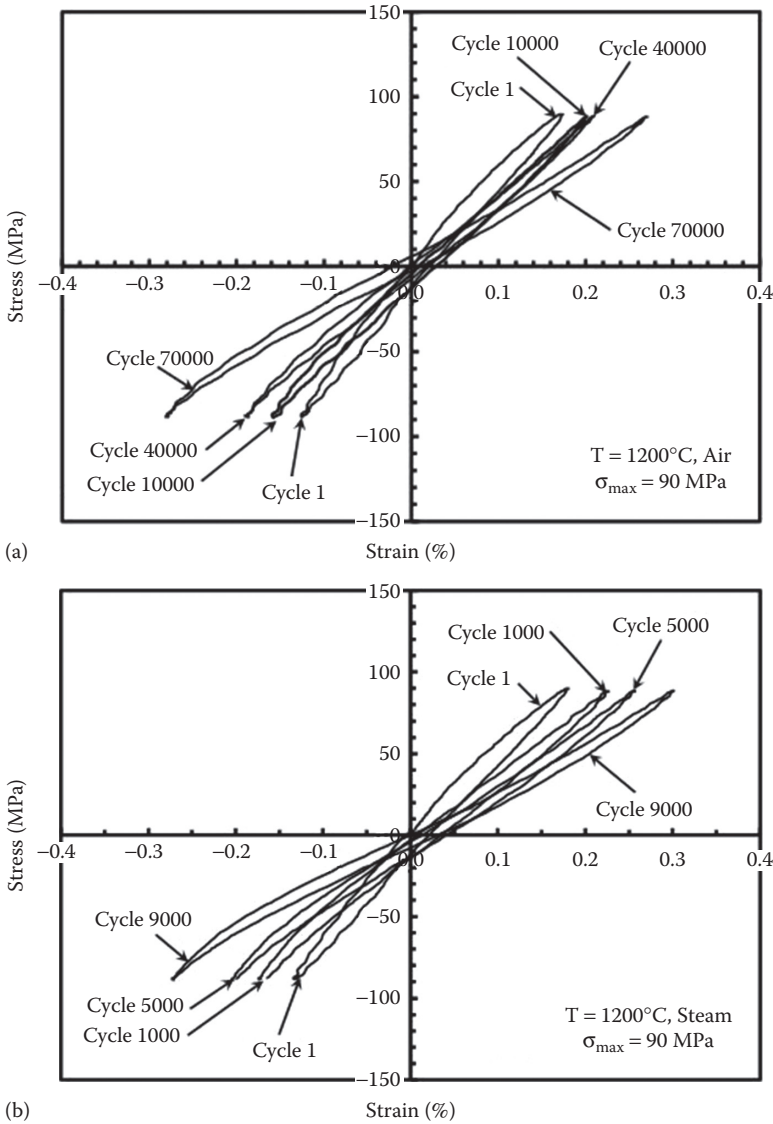 150
Cycle 10000
Cycle 40000
Cycle 1
100
50
Cycle 70000
Stress (MPa)
0
−0.4
−0.3
−0.2
−0.1
0.0
0.1
0.2
0.3
0.4
Cycle 70000
−50
Cycle 40000
−100
Cycle 10000
Cycle 1
T = 1200°C, Air
σmax = 90 MPa
−150
(a)
Strain (%)
150
Cycle 1000
Cycle 5000
Cycle 1
100
50
Cycle 9000
Stress (MPa)
0
−0.4
−0.3
−0.2
−0.1
0.0
0.1
0.2
0.3
0.4
−50
Cycle 9000
Cycle 5000
−100
Cycle 1000
Cycle 1
T = 1200°C, Steam
σmax = 90 MPa
−150
(b)
Strain (%)